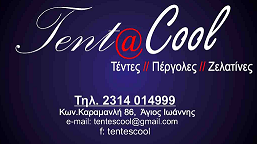 Tent@Cool
Τέντες // Πέργολες // Ζελατίνες
Τηλ. 2314 014999
Κων.Καραμανλή 86, Άγιος Ιωάννης
e-mail: tentescool@gmail.com
f: tentescool